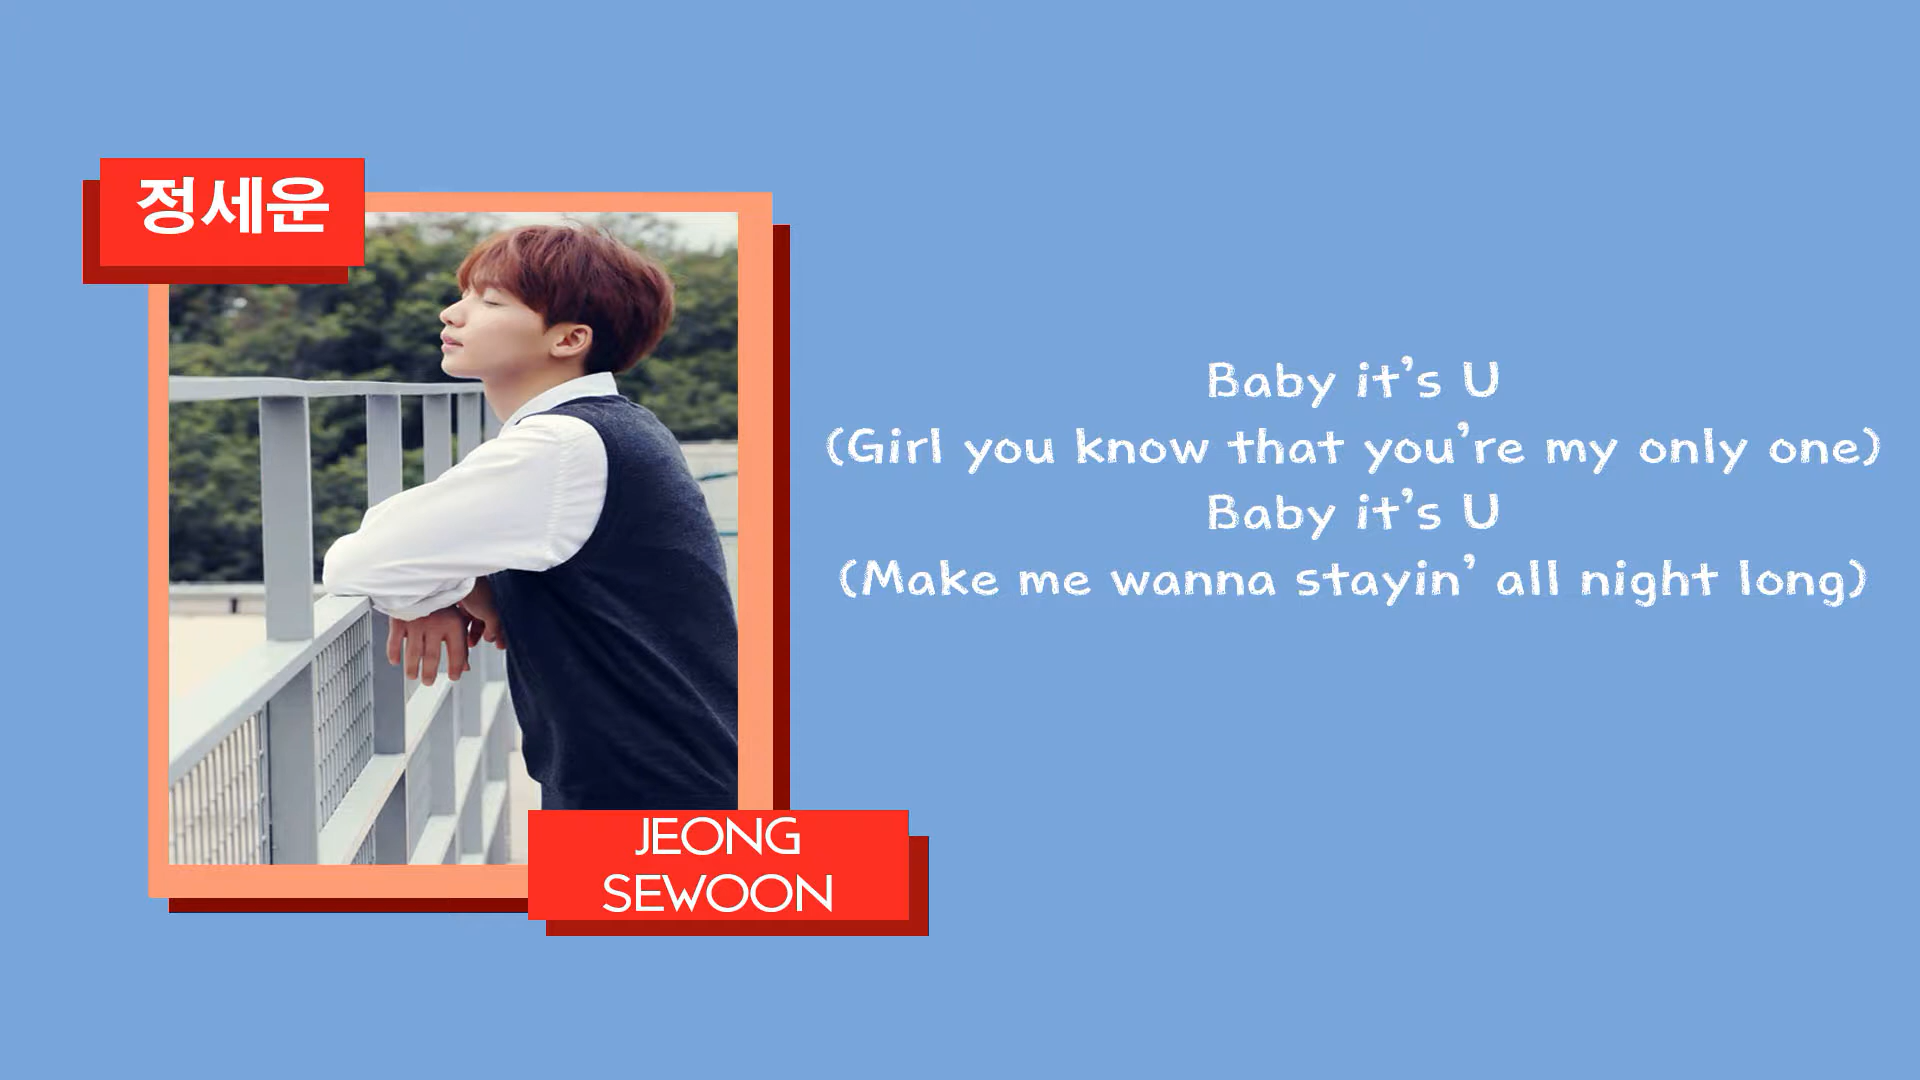 정세운
Baby it's U
(Girl you know that you're my only one)
Baby it's U
(Make me wanna stayin' all night long)
JEONG
SEWOON